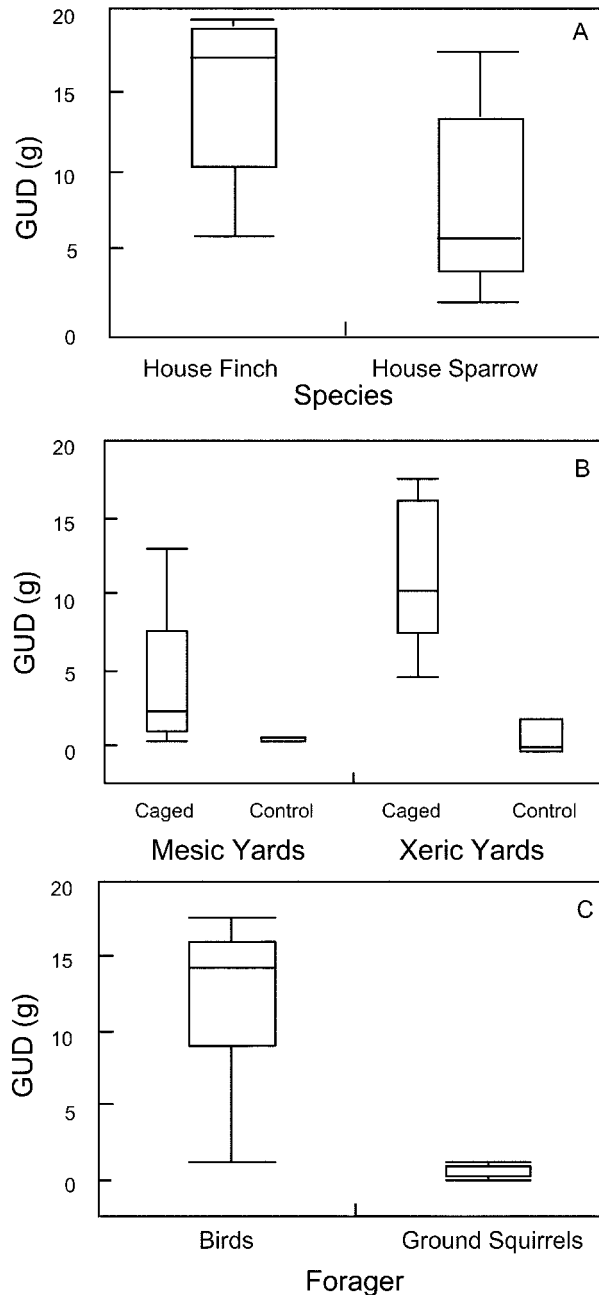 A
20
15
10
5
0
GUD (g)
House Finch House Sparrow
Species
B
20
15
10
5
0
GUD (g)
Caged Control Caged Control
Mesic Yards Xeric Yards
C
20
15
10
5
0
GUD (g)
Birds Ground Squirrels
Forager